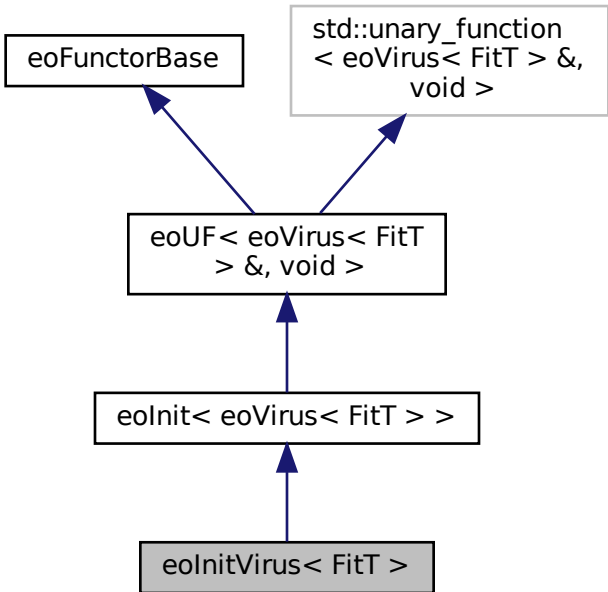 eoFunctorBase
std::unary_function
< eoVirus< FitT > &,
void >
eoUF< eoVirus< FitT
> &, void >
eoInit< eoVirus< FitT > >
eoInitVirus< FitT >